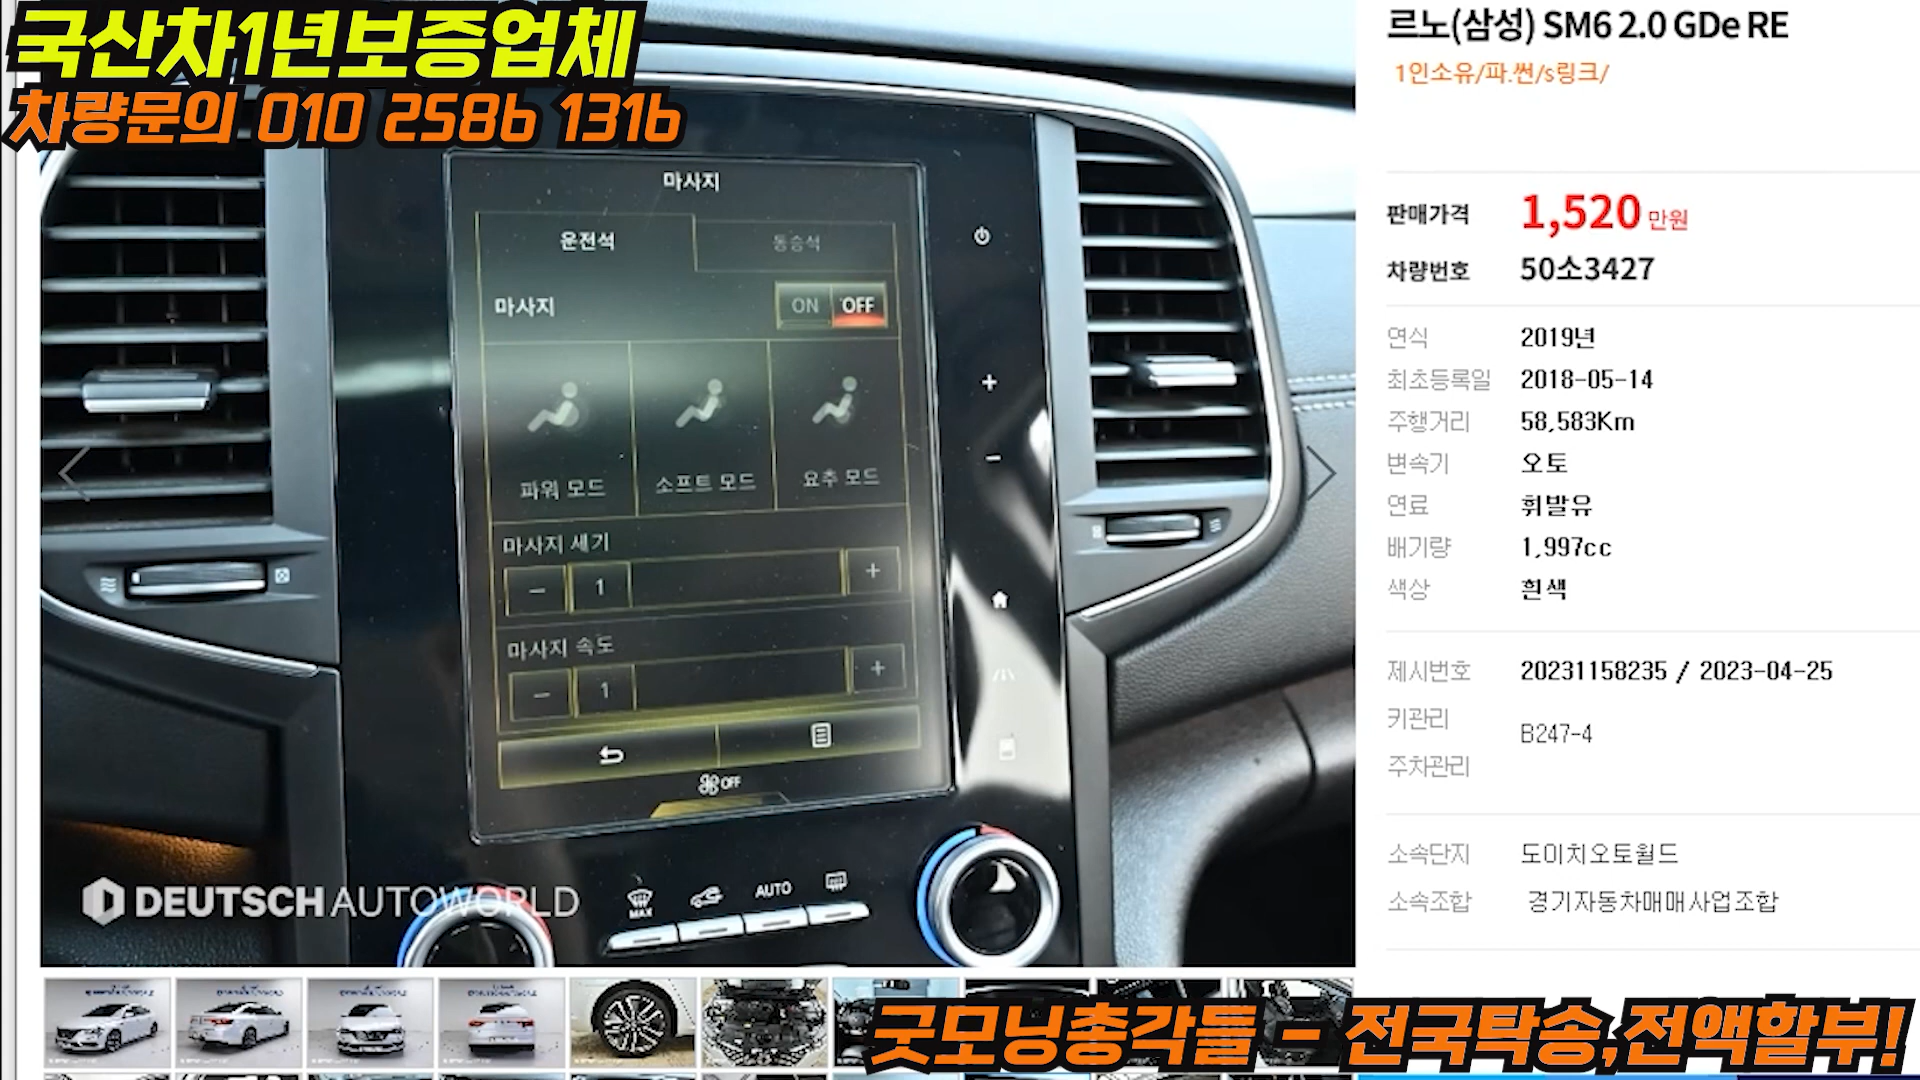 국산차1년보증업체
차량문의 010 2586 1316
르노(삼성) SM6 2.0 GDe RE
1인소유/파.썬/s링크/
판매가격 1,520 만원
차량번호 50소3427
연식 2019년
최초등록일 2018-05-14
주행거리 58,583Km
변속기 오토
연료 휘발유
배기량 1,997cc
색상 흰색
제시번호 20231158235 / 2023-04-25
키관리 B247-4
주차관리
소속단지 도이치오토월드
소속조합 경기자동차매매사업조합
마사지
운전석 동승석
마사지 ON OFF
파워 모드 소프트 모드 요추 모드
마사지 세기
− 1 +
마사지 속도
− 1 +
OFF
MAX AUTO
DEUTSCH AUTOWORLD
굿모닝총각들 - 전국탁송,전액할부!